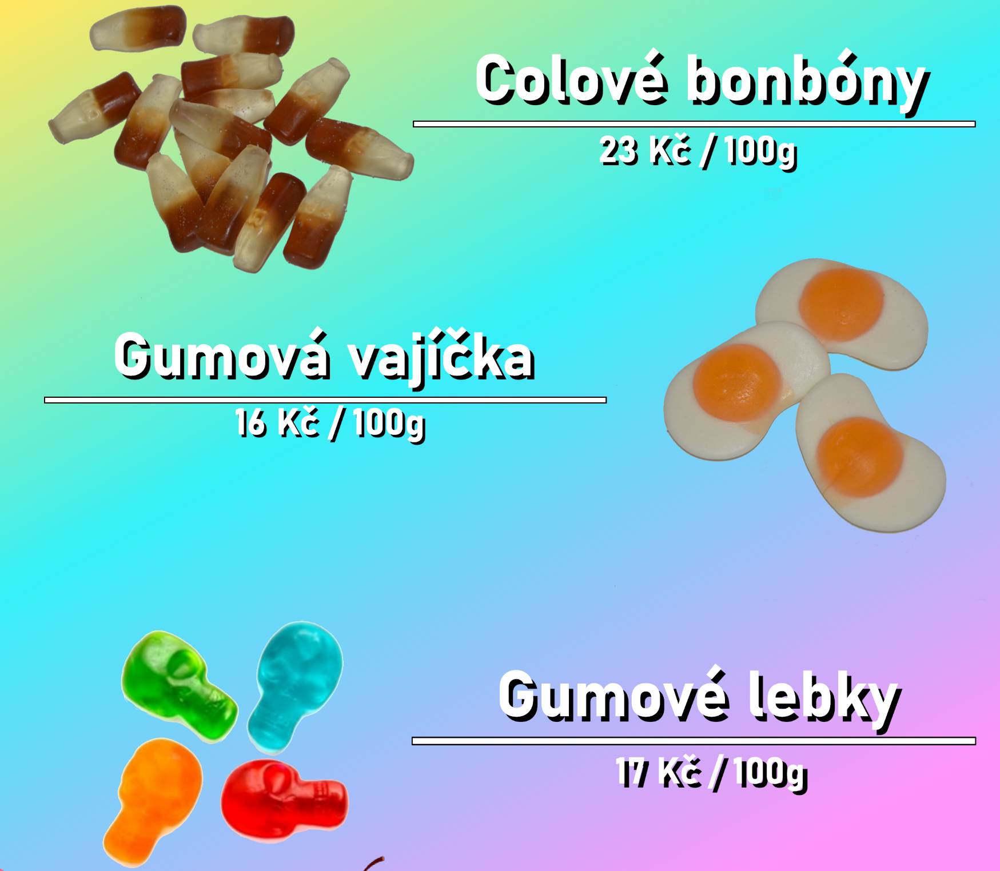 Colové bonbóny
23 Kč / 100g
Gumová vajíčka
16 Kč / 100g
Gumové lebky
17 Kč / 100g